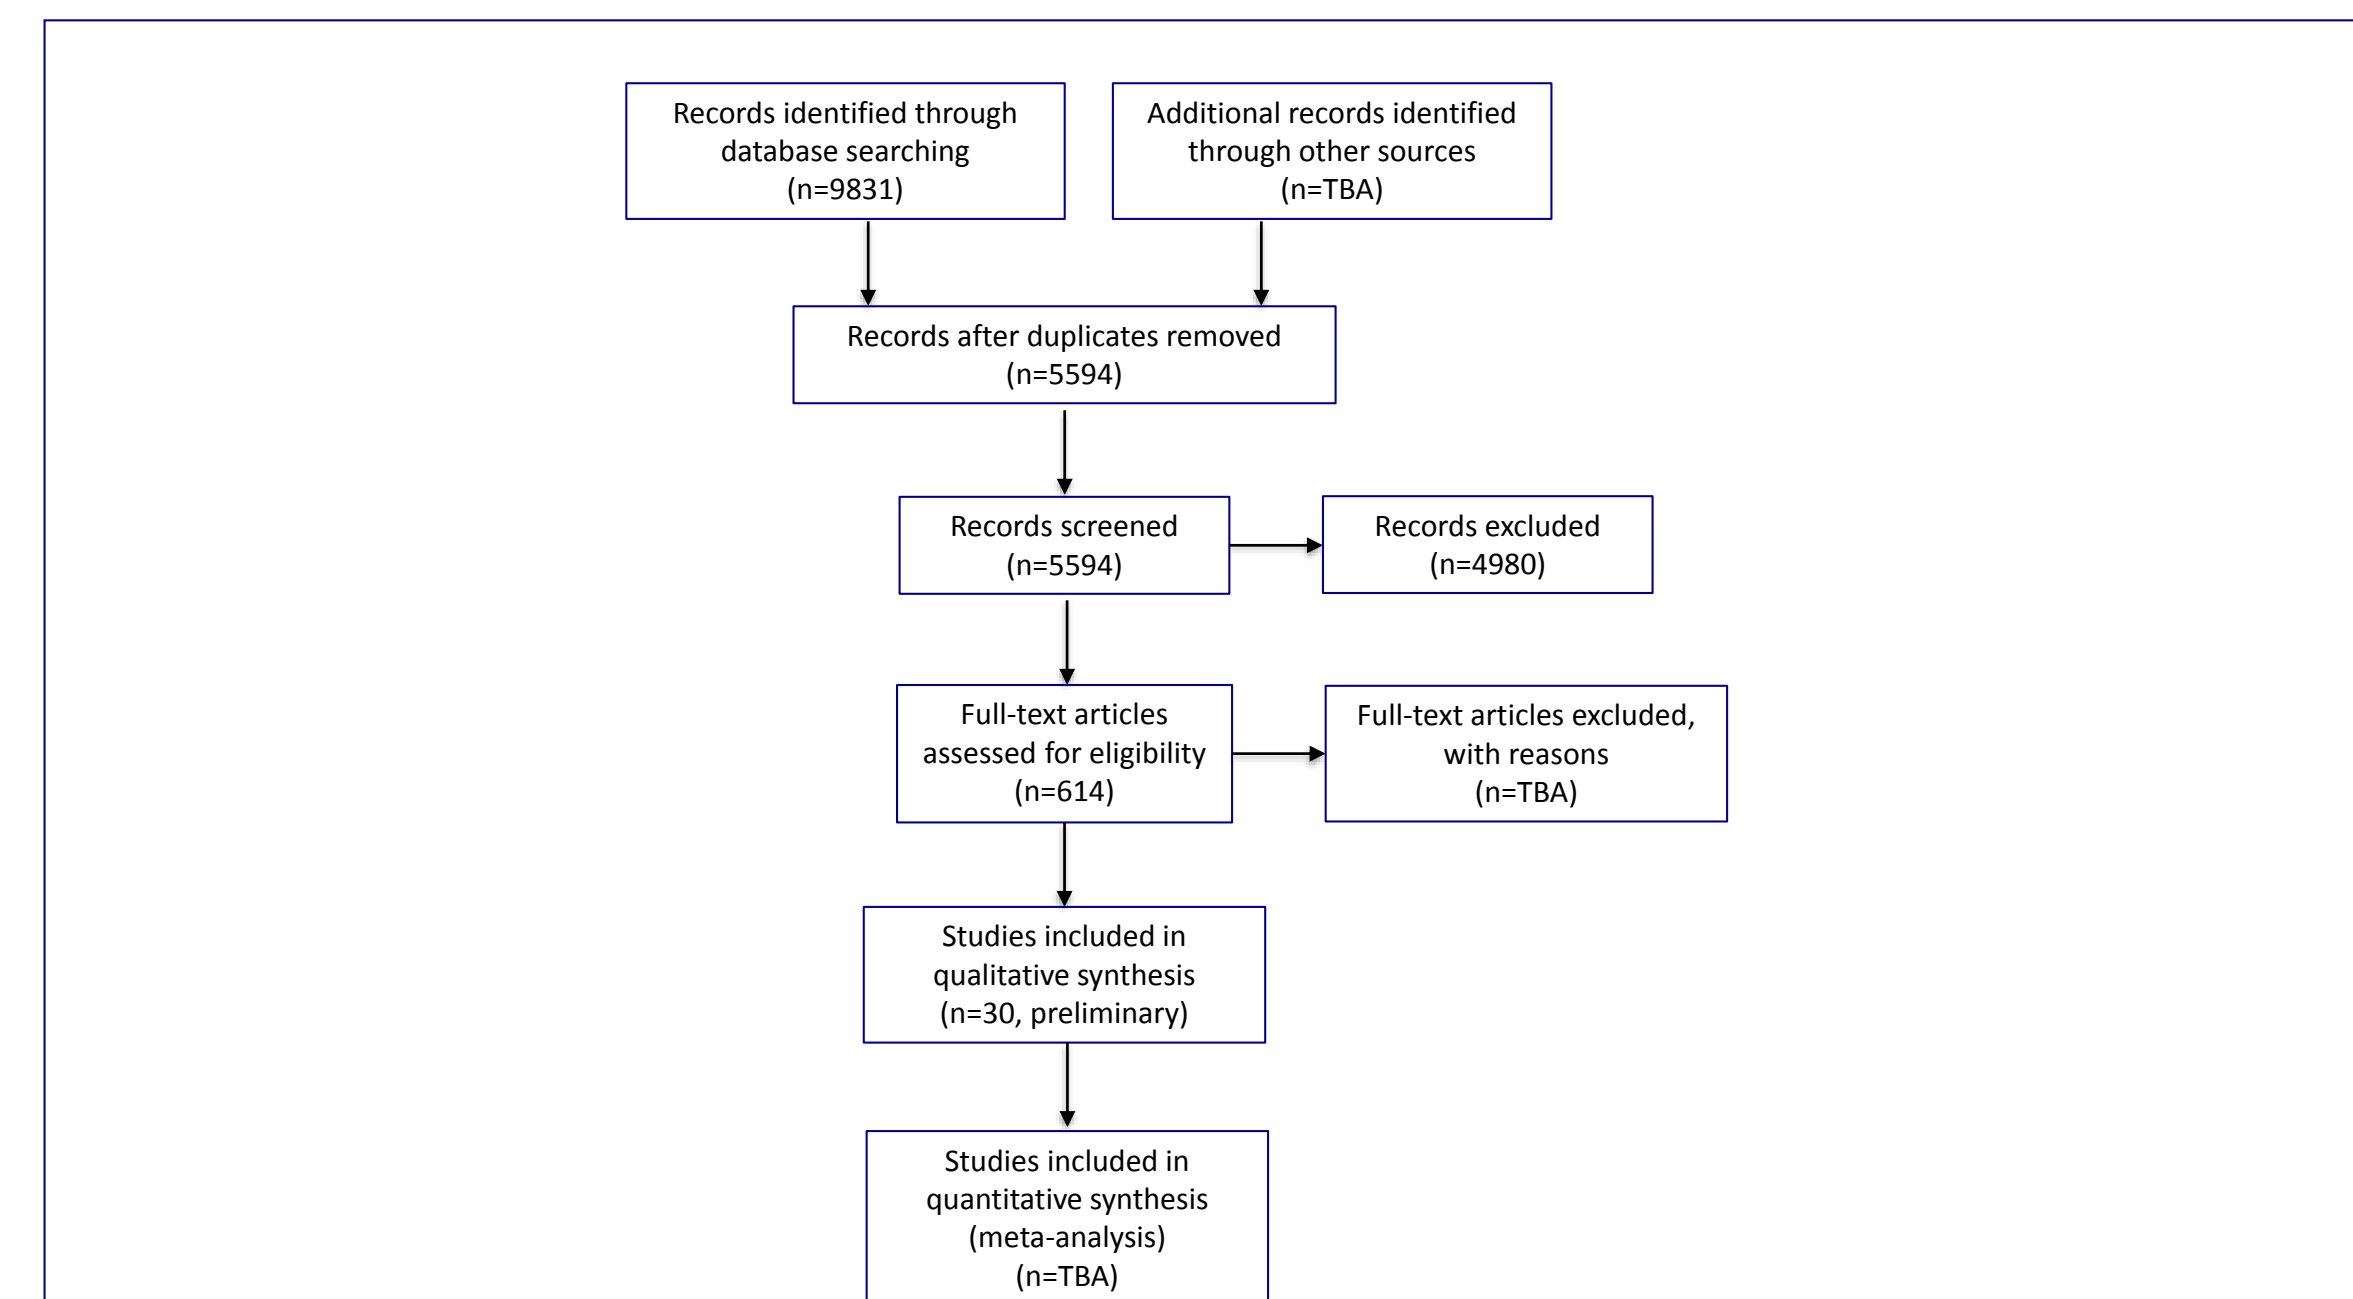 Records identified through
database searching
(n=9831)
Additional records identified
through other sources
(n=TBA)
Records after duplicates removed
(n=5594)
Records screened
(n=5594)
Records excluded
(n=4980)
Full-text articles
assessed for eligibility
(n=614)
Full-text articles excluded,
with reasons
(n=TBA)
Studies included in
qualitative synthesis
(n=30, preliminary)
Studies included in
quantitative synthesis
(meta-analysis)
(n=TBA)